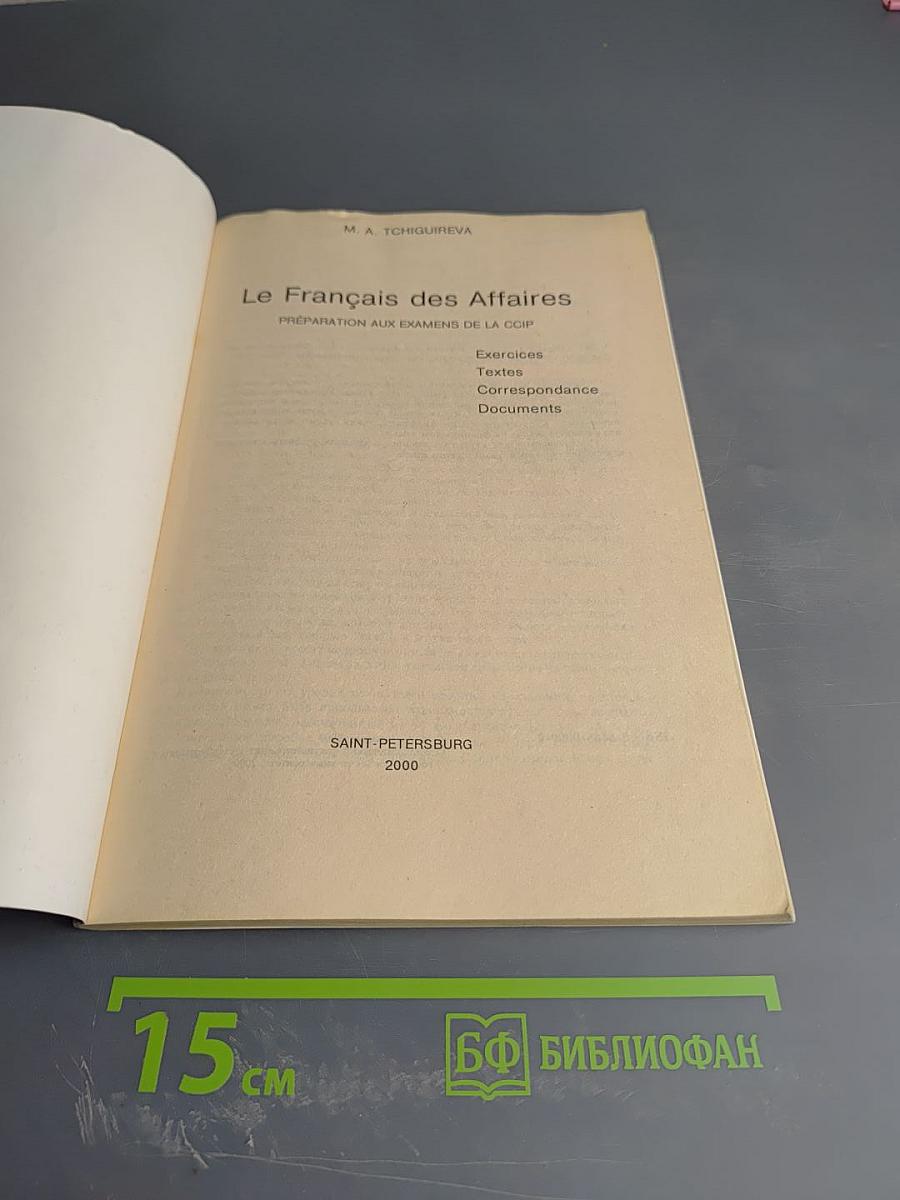 M. A. TCHIGUIREVA
Le Français des Affaires
PRÉPARATION AUX EXAMENS DE LA CCIP
Exercices
Textes
Correspondance
Documents
SAINT-PETERSBURG
2000
15 см
БФ БИБЛИОФАН